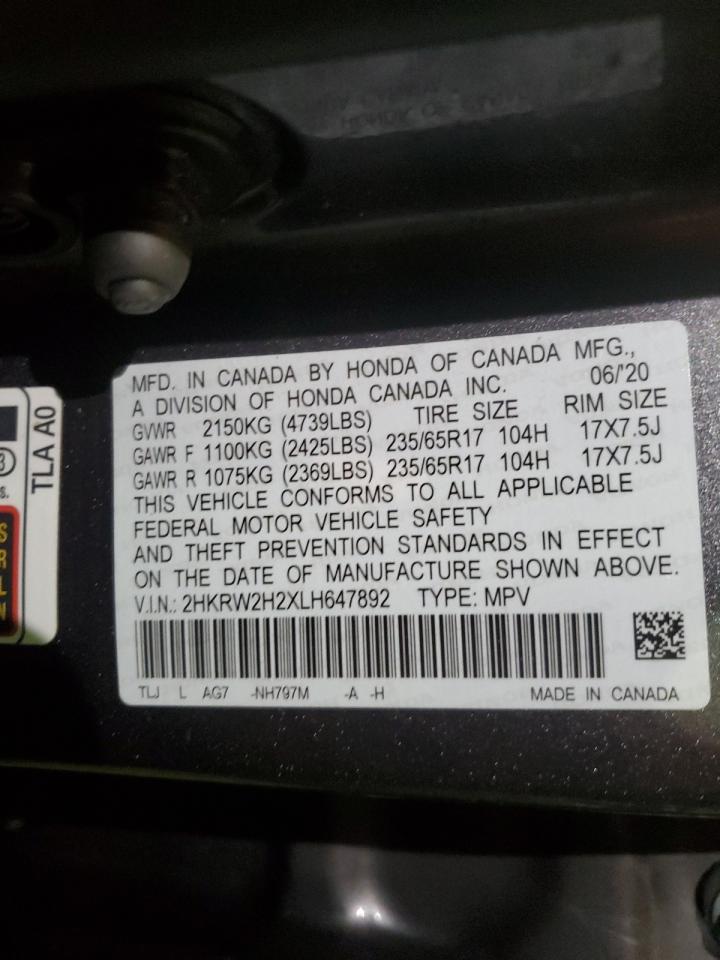 MFD. IN CANADA BY HONDA OF CANADA MFG.,
A DIVISION OF HONDA CANADA INC. 06/'20
GVWR 2150KG (4739LBS) TIRE SIZE RIM SIZE
GAWR F 1100KG (2425LBS) 235/65R17 104H 17X7.5J
GAWR R 1075KG (2369LBS) 235/65R17 104H 17X7.5J
THIS VEHICLE CONFORMS TO ALL APPLICABLE
FEDERAL MOTOR VEHICLE SAFETY
AND THEFT PREVENTION STANDARDS IN EFFECT
ON THE DATE OF MANUFACTURE SHOWN ABOVE.
V.I.N.: 2HKRW2H2XLH647892 TYPE: MPV
TLJ L AG7 -NH797M -A -H MADE IN CANADA
TLA A0